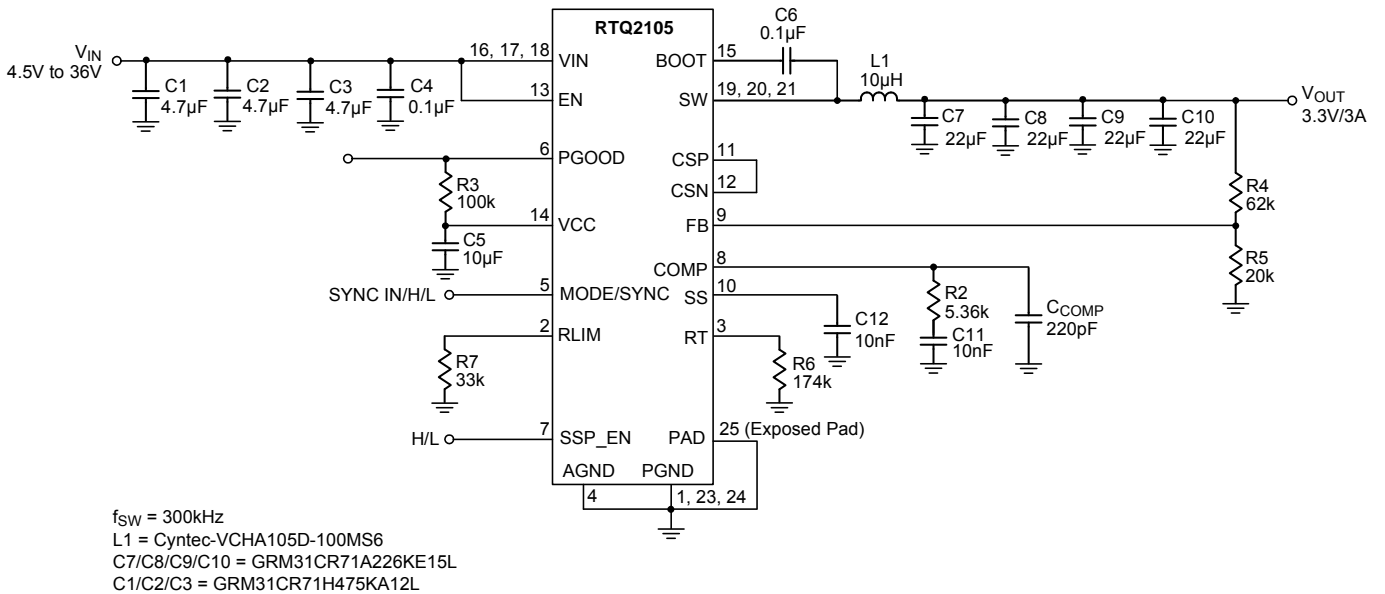 RTQ2105
V_IN
4.5V to 36V
C1
4.7µF
C2
4.7µF
C3
4.7µF
C4
0.1µF
16, 17, 18
VIN
13
EN
6
PGOOD
R3
100k
14
VCC
C5
10µF
SYNC IN/H/L
5
MODE/SYNC
2
RLIM
R7
33k
H/L
7
SSP_EN
AGND
PGND
4
1, 23, 24
BOOT
15
C6
0.1µF
SW
19, 20, 21
L1
10µH
C7
22µF
C8
22µF
C9
22µF
C10
22µF
V_OUT
3.3V/3A
CSP
11
CSN
12
FB
9
R4
62k
R5
20k
COMP
8
R2
5.36k
C11
10nF
C_COMP
220pF
SS
10
C12
10nF
RT
3
R6
174k
PAD
25 (Exposed Pad)
f_SW = 300kHz
L1 = Cyntec-VCHA105D-100MS6
C7/C8/C9/C10 = GRM31CR71A226KE15L
C1/C2/C3 = GRM31CR71H475KA12L